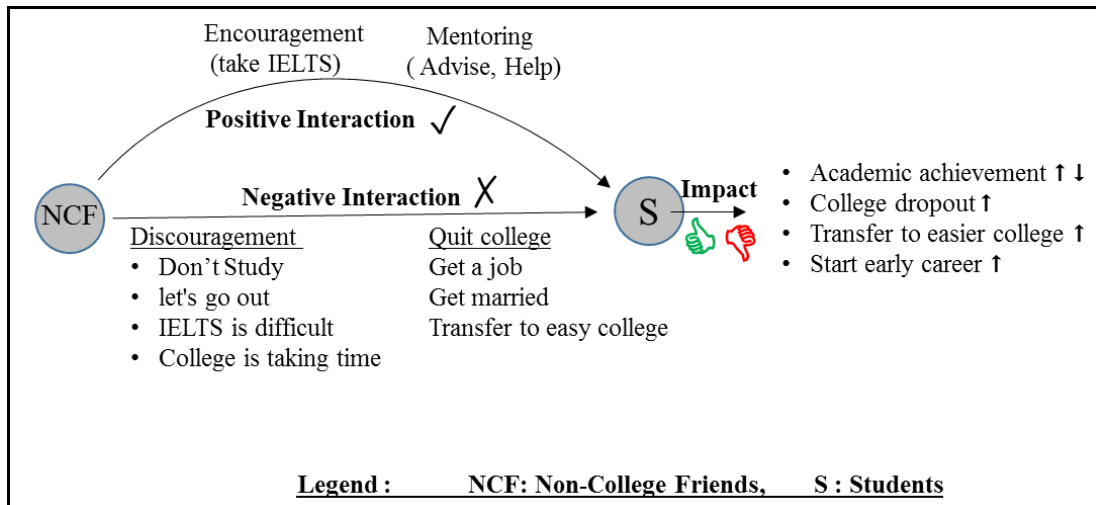 Encouragement
(take IELTS)
Mentoring
( Advise, Help)
Positive Interaction ✓
NCF
Negative Interaction ✗
S
Impact
Discouragement
• Don't Study
• let's go out
• IELTS is difficult
• College is taking time
Quit college
Get a job
Get married
Transfer to easy college
• Academic achievement ↑ ↓
• College dropout ↑
• Transfer to easier college ↑
• Start early career ↑
Legend : NCF: Non-College Friends, S : Students